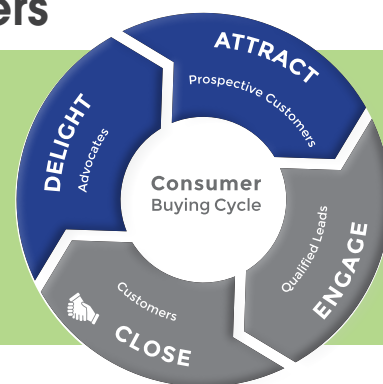 ers
ATTRACT
Prospective Customers
ENGAGE
Qualified Leads
CLOSE
Customers
DELIGHT
Advocates
Consumer
Buying Cycle